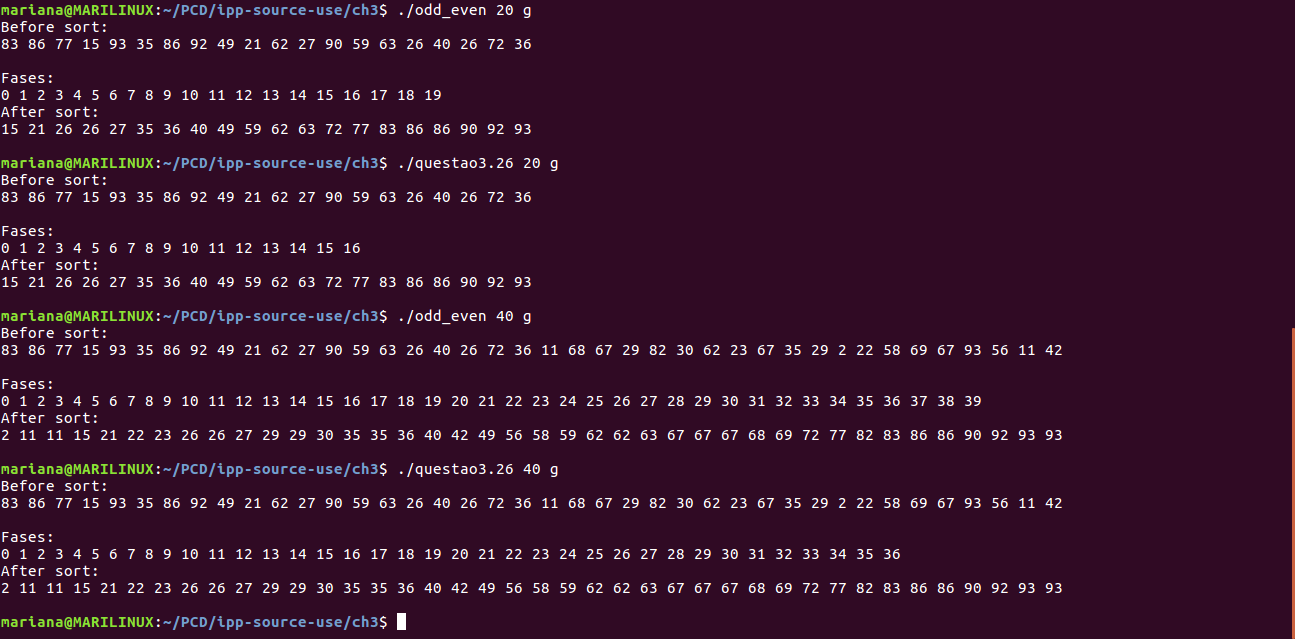 mariana@MARILINUX:~/PCD/ipp-source-use/ch3$ ./odd_even 20 g
Before sort:
83 86 77 15 93 35 86 92 49 21 62 27 90 59 63 26 40 26 72 36
Fases:
0 1 2 3 4 5 6 7 8 9 10 11 12 13 14 15 16 17 18 19
After sort:
15 21 26 26 27 35 36 40 49 59 62 63 72 77 83 86 86 90 92 93
mariana@MARILINUX:~/PCD/ipp-source-use/ch3$ ./questao3.26 20 g
Before sort:
83 86 77 15 93 35 86 92 49 21 62 27 90 59 63 26 40 26 72 36
Fases:
0 1 2 3 4 5 6 7 8 9 10 11 12 13 14 15 16
After sort:
15 21 26 26 27 35 36 40 49 59 62 63 72 77 83 86 86 90 92 93
mariana@MARILINUX:~/PCD/ipp-source-use/ch3$ ./odd_even 40 g
Before sort:
83 86 77 15 93 35 86 92 49 21 62 27 90 59 63 26 40 26 72 36 11 68 67 29 82 30 62 23 67 35 29 2 22 58 69 67 93 56 11 42
Fases:
0 1 2 3 4 5 6 7 8 9 10 11 12 13 14 15 16 17 18 19 20 21 22 23 24 25 26 27 28 29 30 31 32 33 34 35 36 37 38 39
After sort:
2 11 11 15 21 22 23 26 26 27 29 29 30 35 35 36 40 42 49 56 58 59 62 62 63 67 67 67 68 69 72 77 82 83 86 86 90 92 93 93
mariana@MARILINUX:~/PCD/ipp-source-use/ch3$ ./questao3.26 40 g
Before sort:
83 86 77 15 93 35 86 92 49 21 62 27 90 59 63 26 40 26 72 36 11 68 67 29 82 30 62 23 67 35 29 2 22 58 69 67 93 56 11 42
Fases:
0 1 2 3 4 5 6 7 8 9 10 11 12 13 14 15 16 17 18 19 20 21 22 23 24 25 26 27 28 29 30 31 32 33 34 35 36
After sort:
2 11 11 15 21 22 23 26 26 27 29 29 30 35 35 36 40 42 49 56 58 59 62 62 63 67 67 67 68 69 72 77 82 83 86 86 90 92 93 93
mariana@MARILINUX:~/PCD/ipp-source-use/ch3$